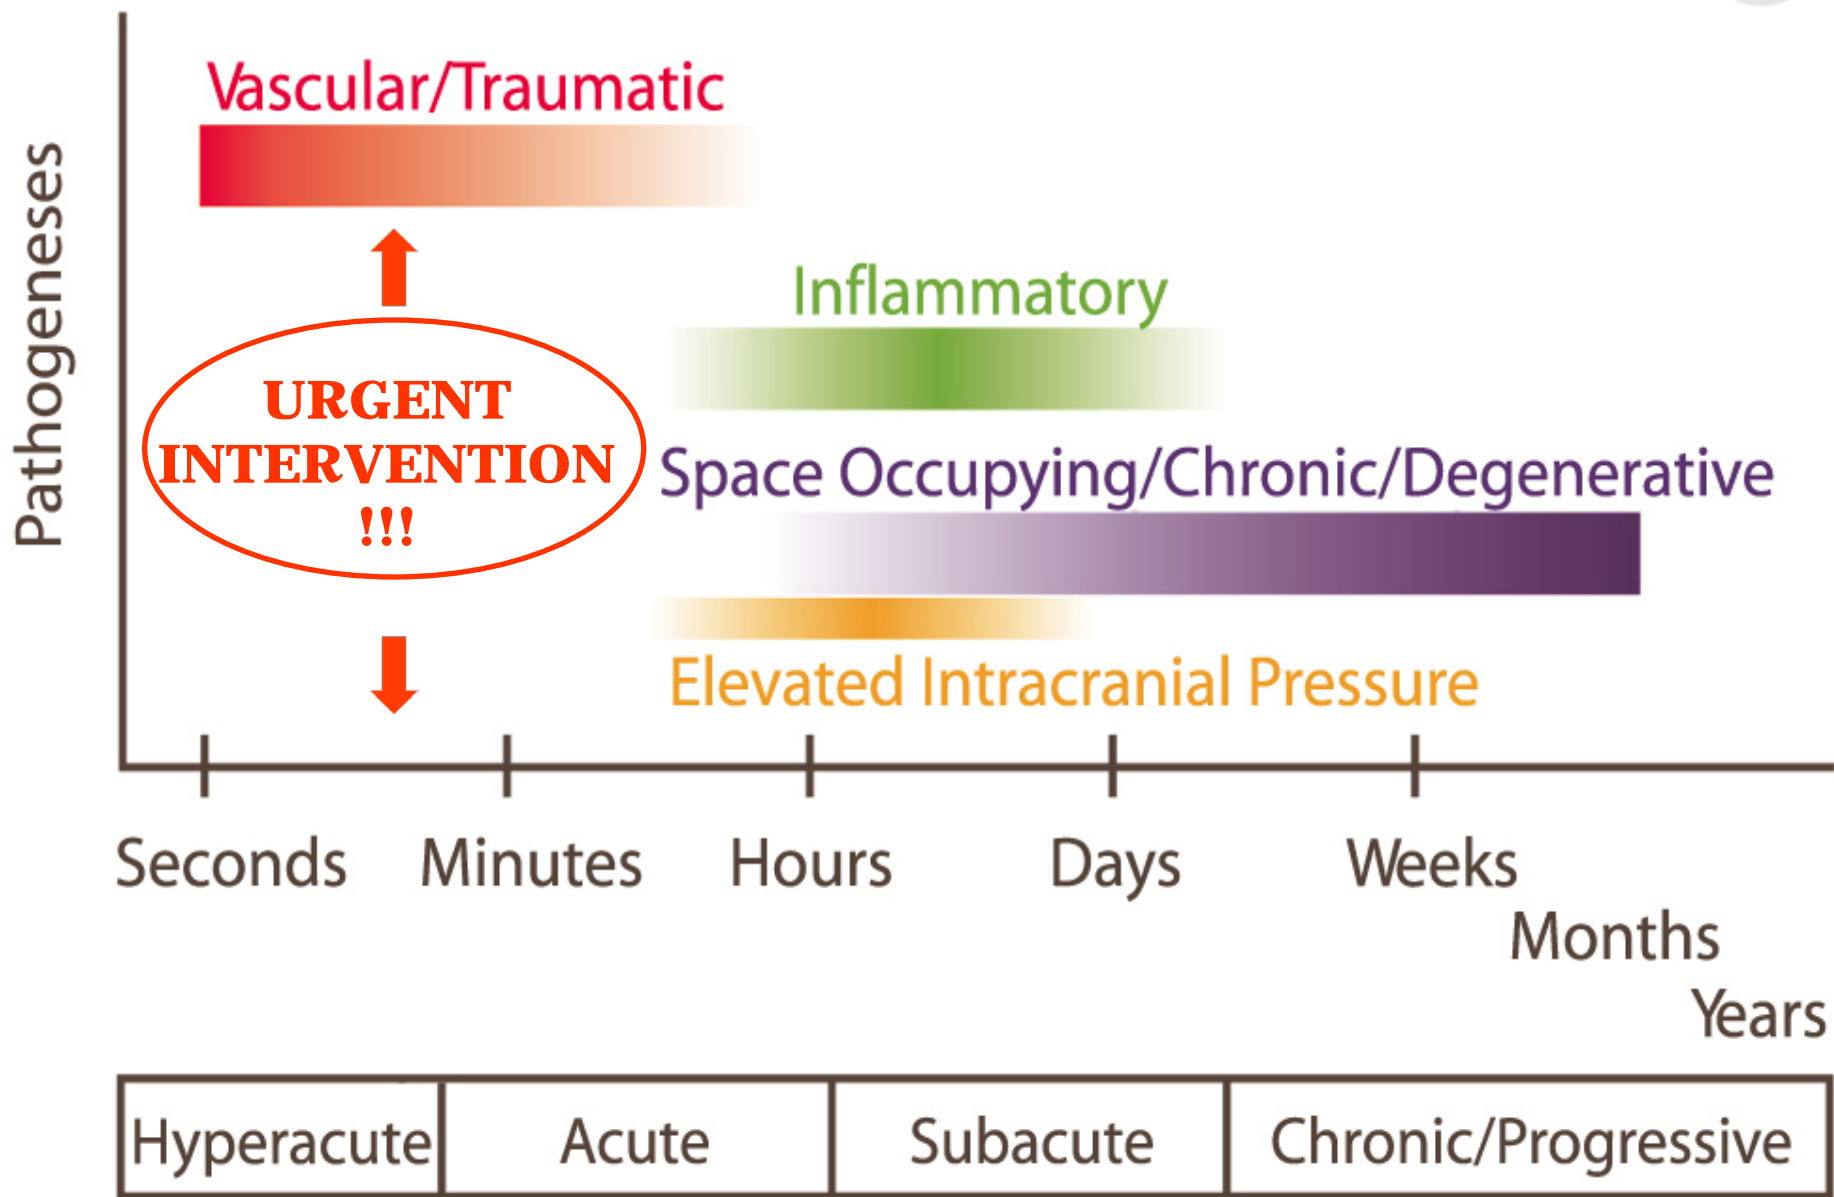 Pathogeneses
Vascular/Traumatic
URGENT
INTERVENTION
!!!
Inflammatory
Space Occupying/Chronic/Degenerative
Elevated Intracranial Pressure
Seconds Minutes Hours Days Weeks
Months
Years
Hyperacute Acute Subacute Chronic/Progressive